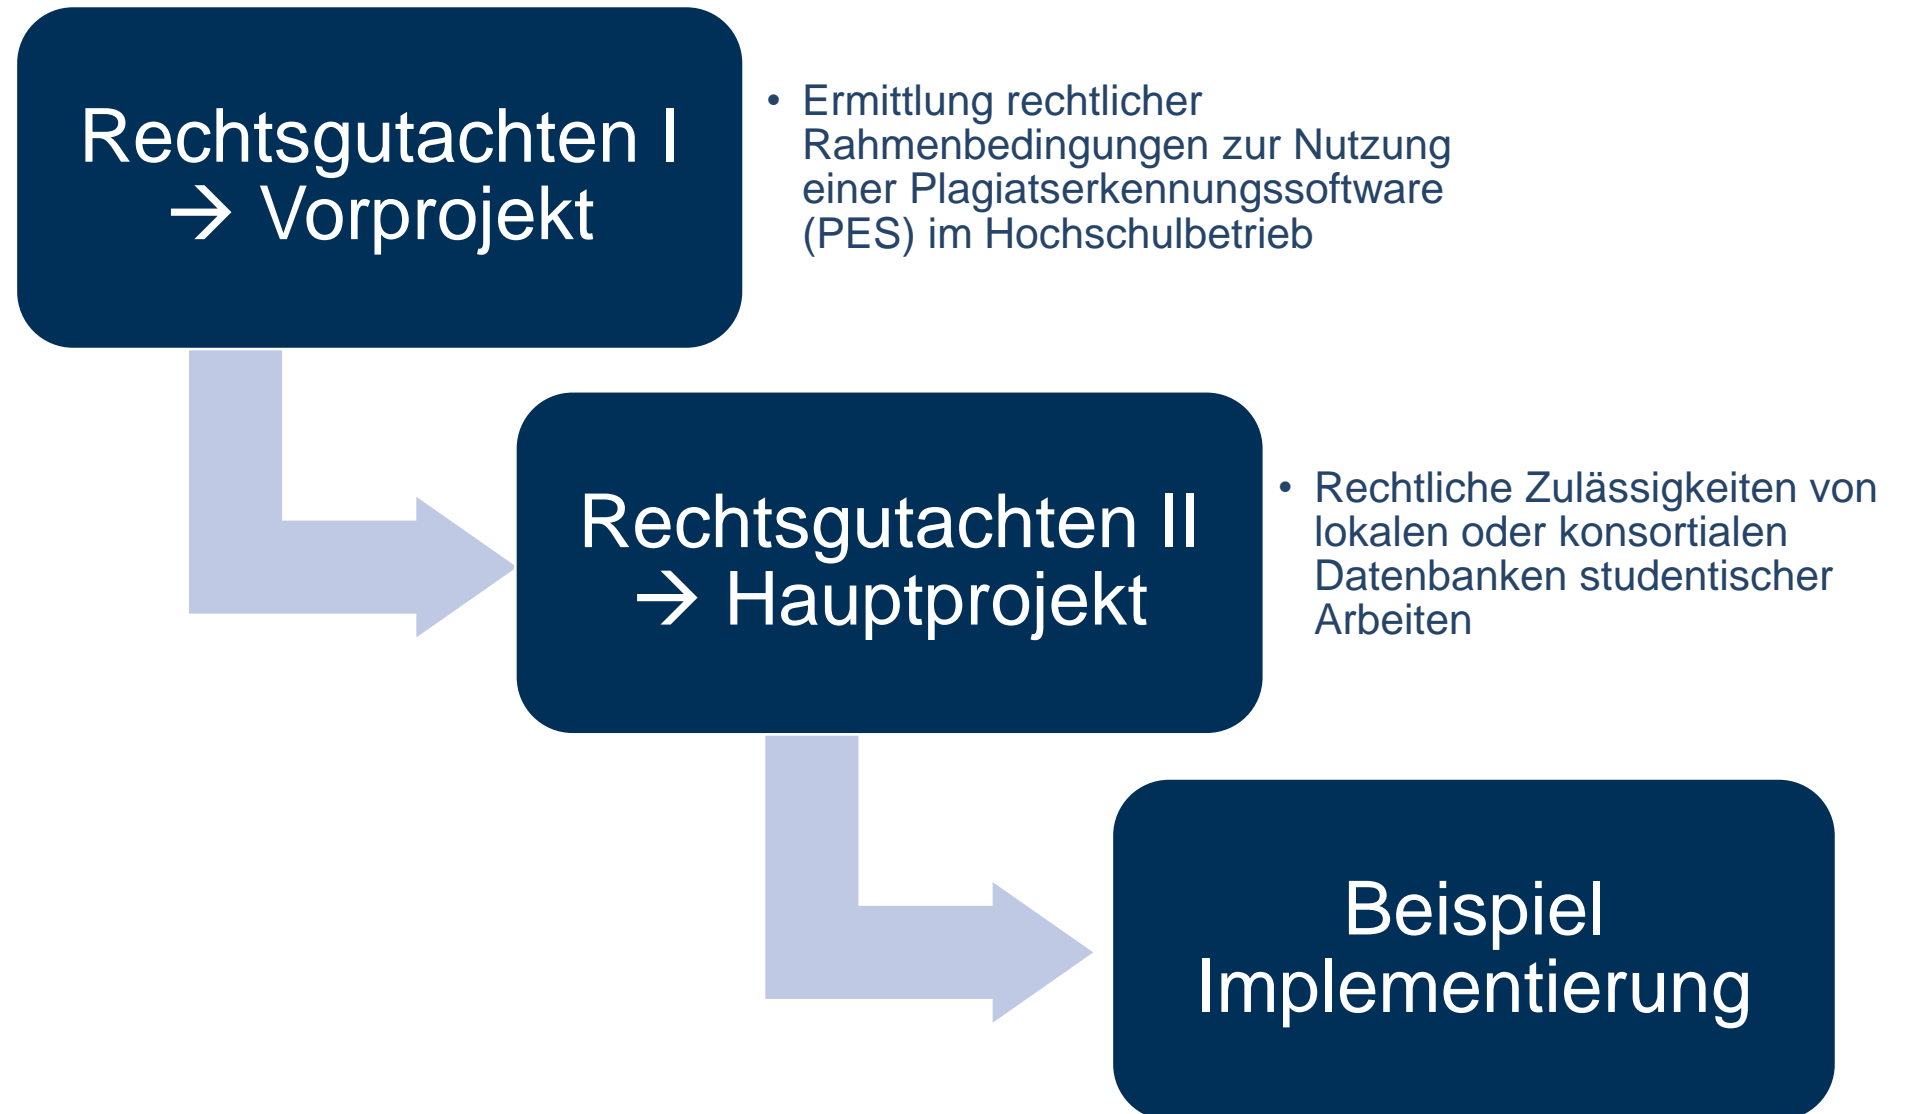 Rechtsgutachten I
→ Vorprojekt
• Ermittlung rechtlicher
Rahmenbedingungen zur Nutzung
einer Plagiatserkennungssoftware
(PES) im Hochschulbetrieb
Rechtsgutachten II
→ Hauptprojekt
• Rechtliche Zulässigkeiten von
lokalen oder konsortialen
Datenbanken studentischer
Arbeiten
Beispiel
Implementierung